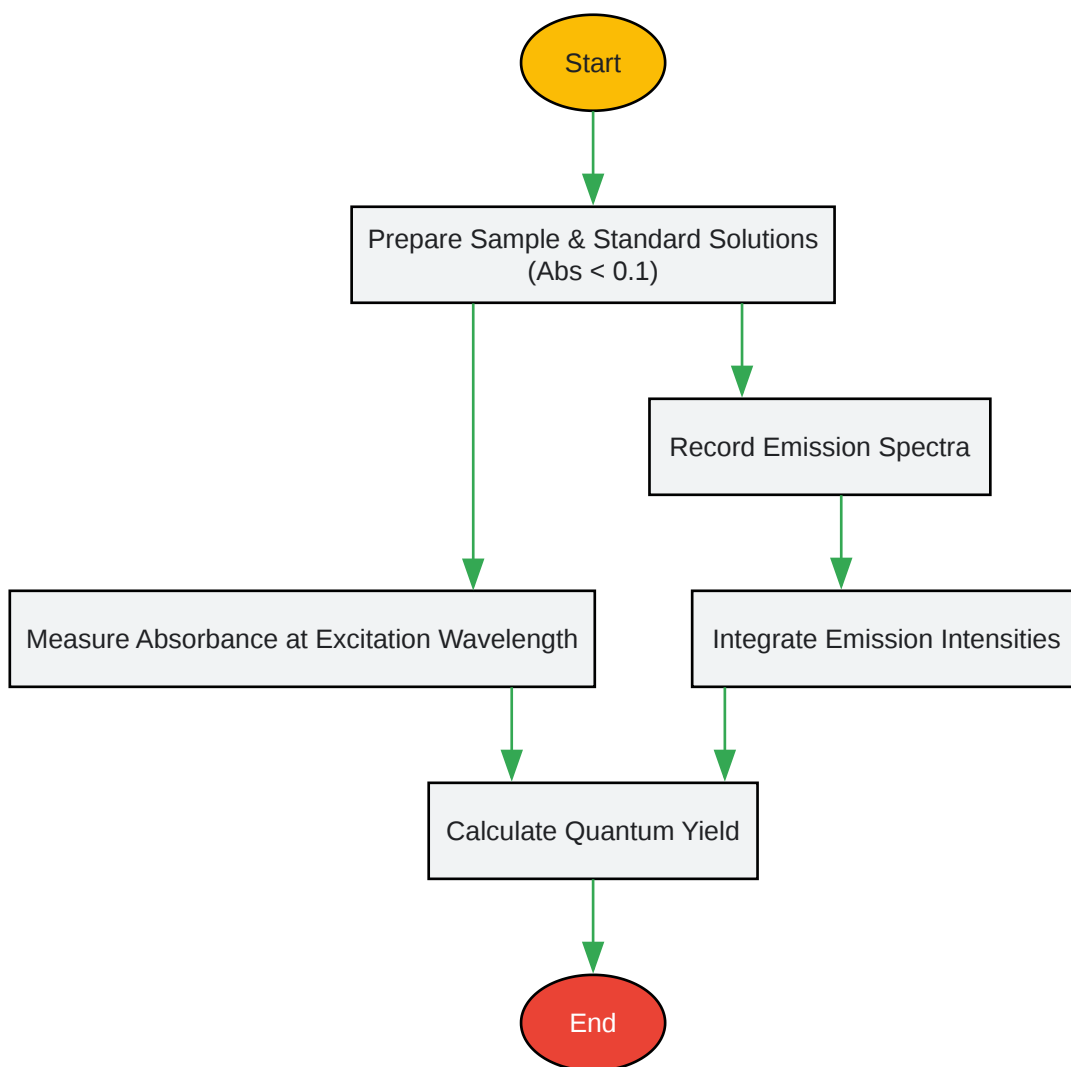 Start
Prepare Sample & Standard Solutions
(Abs < 0.1)
Record Emission Spectra
Measure Absorbance at Excitation Wavelength
Integrate Emission Intensities
Calculate Quantum Yield
End